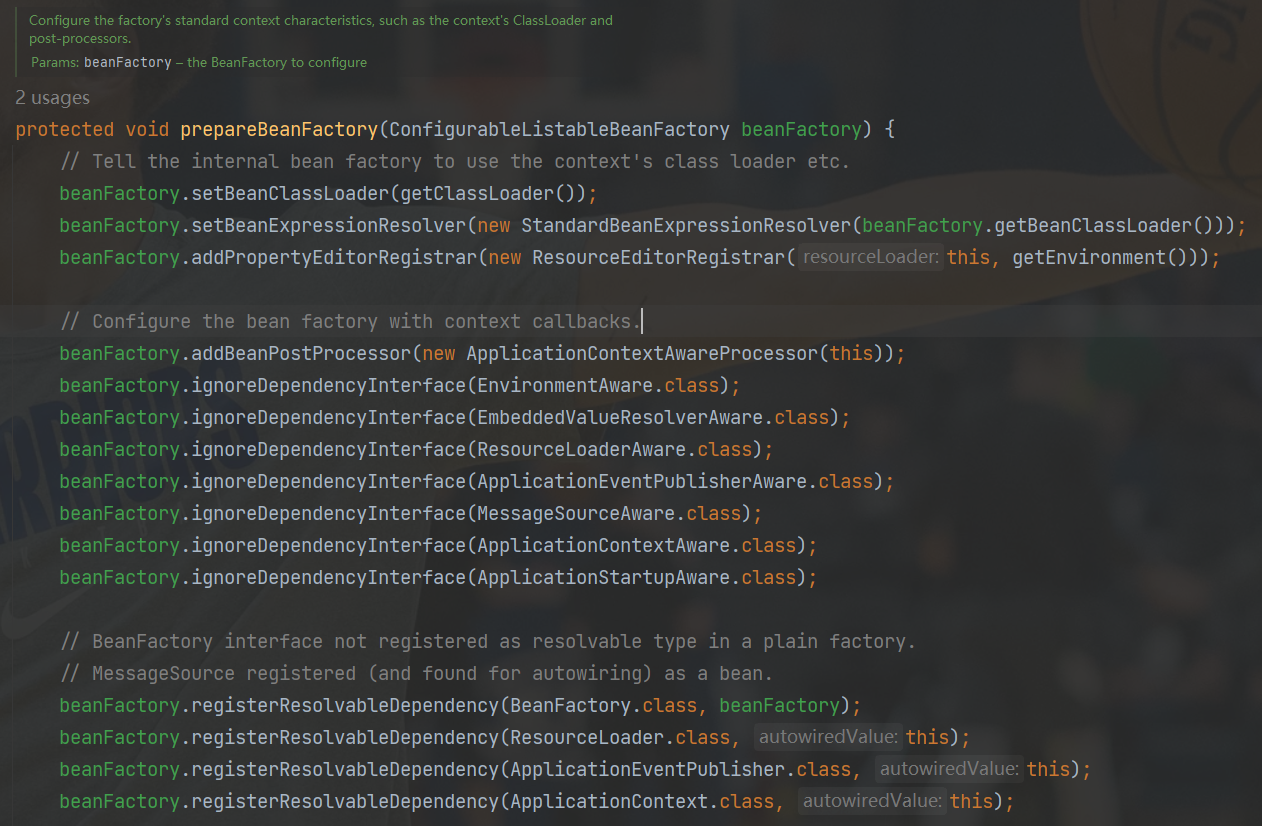 Configure the factory's standard context characteristics, such as the context's ClassLoader and
post-processors.
Params: beanFactory – the BeanFactory to configure
2 usages
protected void prepareBeanFactory(ConfigurableListableBeanFactory beanFactory) {
// Tell the internal bean factory to use the context's class loader etc.
beanFactory.setBeanClassLoader(getClassLoader());
beanFactory.setBeanExpressionResolver(new StandardBeanExpressionResolver(beanFactory.getBeanClassLoader()));
beanFactory.addPropertyEditorRegistrar(new ResourceEditorRegistrar( resourceLoader: this, getEnvironment()));
// Configure the bean factory with context callbacks.
beanFactory.addBeanPostProcessor(new ApplicationContextAwareProcessor(this));
beanFactory.ignoreDependencyInterface(EnvironmentAware.class);
beanFactory.ignoreDependencyInterface(EmbeddedValueResolverAware.class);
beanFactory.ignoreDependencyInterface(ResourceLoaderAware.class);
beanFactory.ignoreDependencyInterface(ApplicationEventPublisherAware.class);
beanFactory.ignoreDependencyInterface(MessageSourceAware.class);
beanFactory.ignoreDependencyInterface(ApplicationContextAware.class);
beanFactory.ignoreDependencyInterface(ApplicationStartupAware.class);
// BeanFactory interface not registered as resolvable type in a plain factory.
// MessageSource registered (and found for autowiring) as a bean.
beanFactory.registerResolvableDependency(BeanFactory.class, beanFactory);
beanFactory.registerResolvableDependency(ResourceLoader.class, autowiredValue: this);
beanFactory.registerResolvableDependency(ApplicationEventPublisher.class, autowiredValue: this);
beanFactory.registerResolvableDependency(ApplicationContext.class, autowiredValue: this);